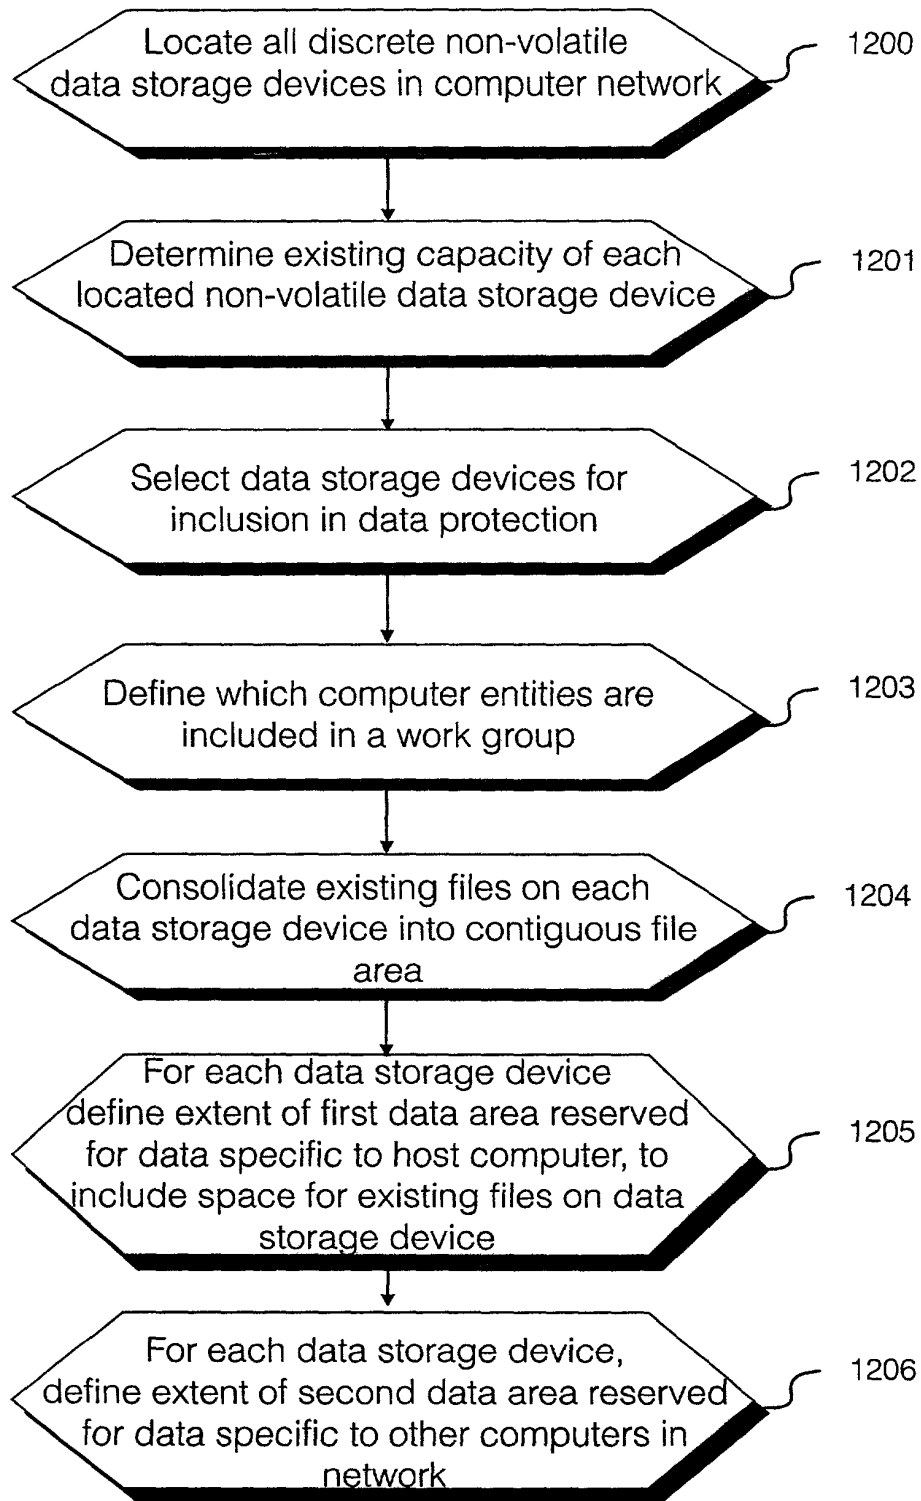 Locate all discrete non-volatile
data storage devices in computer network
1200
Determine existing capacity of each
located non-volatile data storage device
1201
Select data storage devices for
inclusion in data protection
1202
Define which computer entities are
included in a work group
1203
Consolidate existing files on each
data storage device into contiguous file
area
1204
For each data storage device
define extent of first data area reserved
for data specific to host computer, to
include space for existing files on data
storage device
1205
For each data storage device,
define extent of second data area reserved
for data specific to other computers in
network
1206